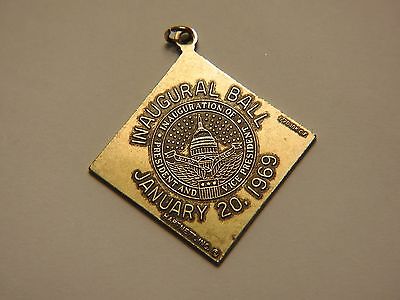 INAUGURAL BALL
INAUGURATION OF
PRESIDENT AND VICE PRESIDENT
JANUARY 20, 1969